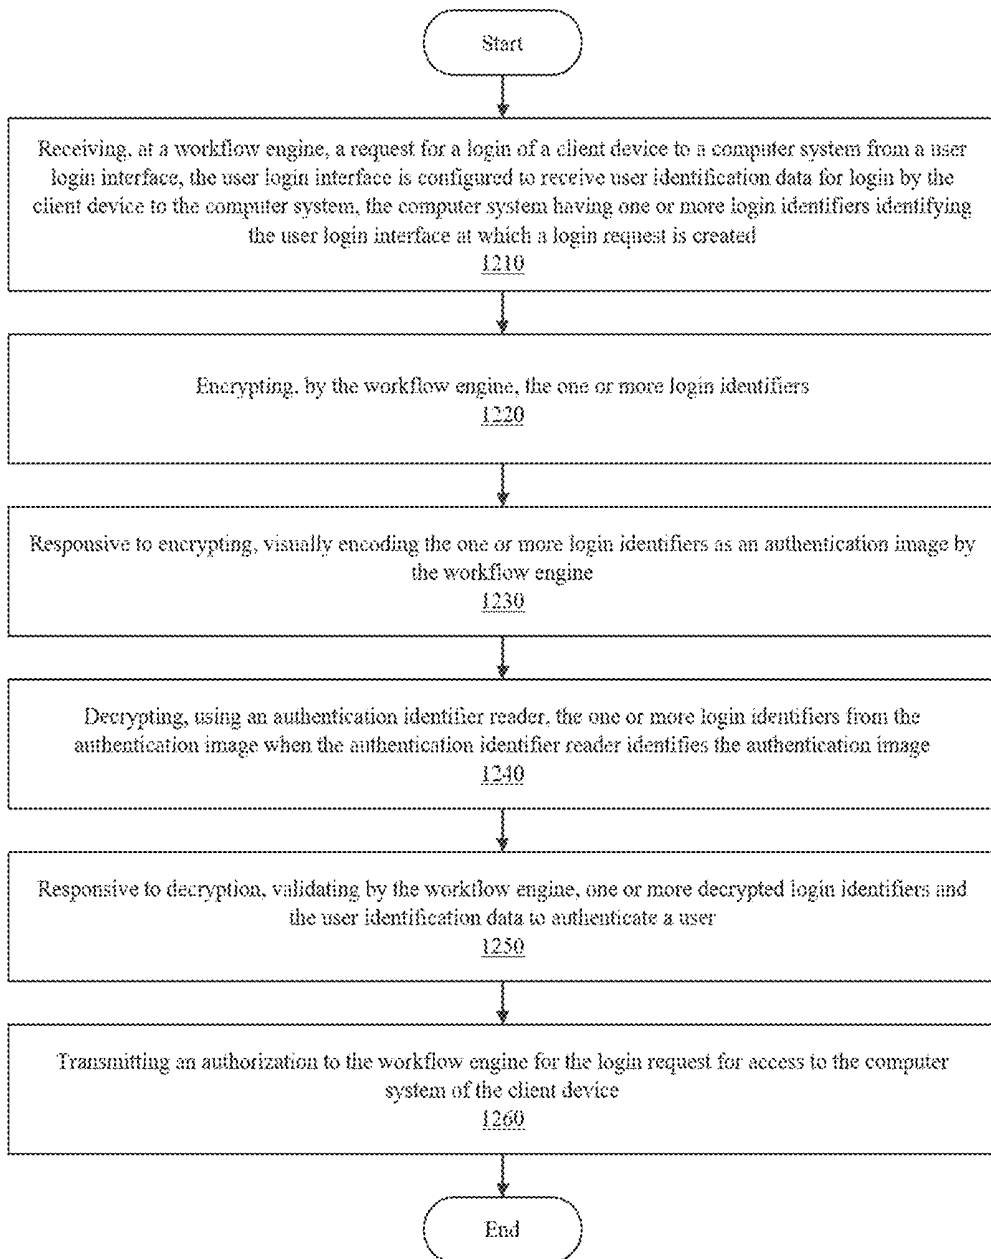 Start
Receiving, at a workflow engine, a request for a login of a client device to a computer system from a user
login interface, the user login interface is configured to receive user identification data for login by the
client device to the computer system, the computer system having one or more login identifiers identifying
the user login interface at which a login request is created
1210
Encrypting, by the workflow engine, the one or more login identifiers
1220
Responsive to encrypting, visually encoding the one or more login identifiers as an authentication image by
the workflow engine
1230
Decrypting, using an authentication identifier reader, the one or more login identifiers from the
authentication image when the authentication identifier reader identifies the authentication image
1240
Responsive to decryption, validating by the workflow engine, one or more decrypted login identifiers and
the user identification data to authenticate a user
1250
Transmitting an authorization to the workflow engine for the login request for access to the computer
system of the client device
1260
End